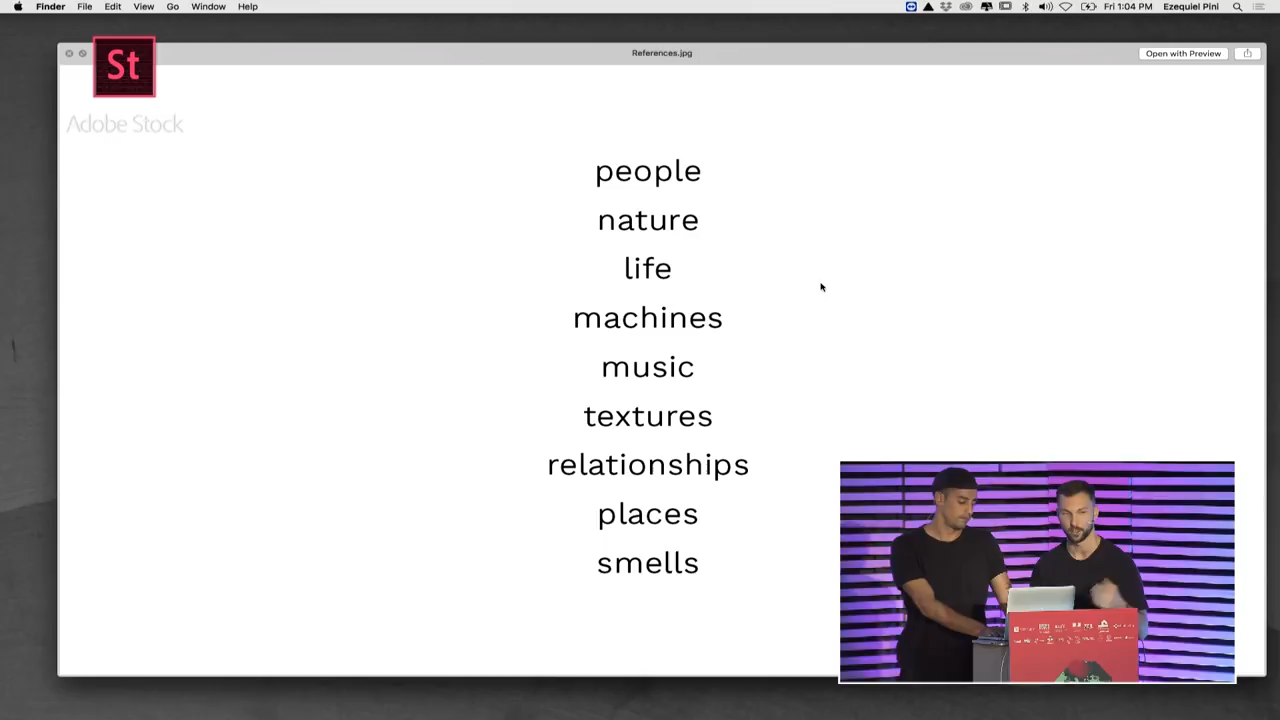 Finder File Edit View Go Window Help
Fri 1:04 PM Ezequiel Pini
References.jpg
Open with Preview
St
Adobe Stock
people
nature
life
machines
music
textures
relationships
places
smells